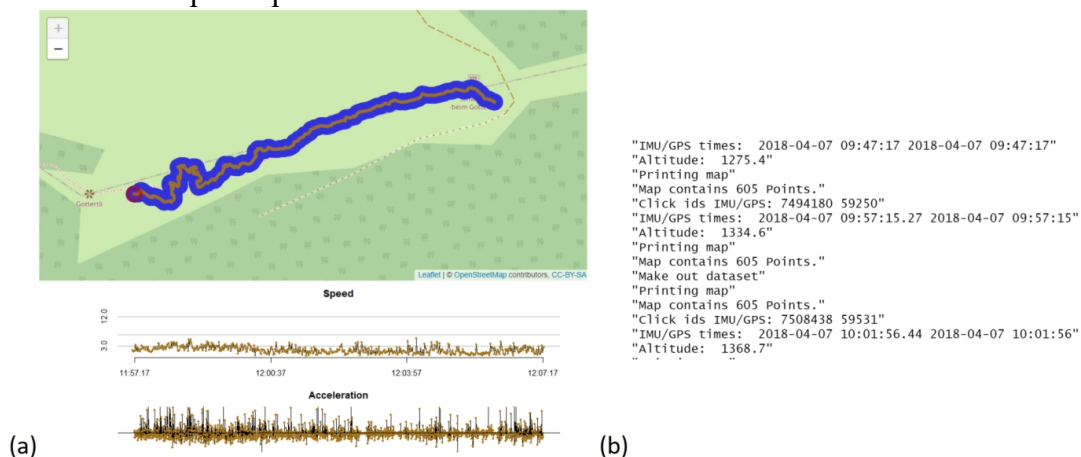 +
−
beim Gotte
Gottertli
Leaflet | © OpenStreetMap contributors, CC-BY-SA
Speed
12.0
3.0
11:57:17 12:00:37 12:03:57 12:07:17
Acceleration
(a)
"IMU/GPS times:  2018-04-07 09:47:17 2018-04-07 09:47:17"
"Altitude:  1275.4"
"Printing map"
"Map contains 605 Points."
"Click ids IMU/GPS: 7494180 59250"
"IMU/GPS times:  2018-04-07 09:57:15.27 2018-04-07 09:57:15"
"Altitude:  1334.6"
"Printing map"
"Map contains 605 Points."
"Make out dataset"
"Printing map"
"Map contains 605 Points."
"Click ids IMU/GPS: 7508438 59531"
"IMU/GPS times:  2018-04-07 10:01:56.44 2018-04-07 10:01:56"
"Altitude:  1368.7"
(b)